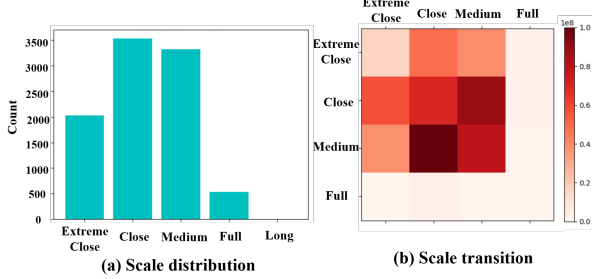 3500
3000
2500
2000
1500
1000
500
0
Count
Extreme
Close
Close
Medium
Full
Long
(a) Scale distribution
Extreme
Close
Close
Medium
Full
Extreme
Close
Close
Medium
Full
1e8
1.0
0.8
0.6
0.4
0.2
0.0
(b) Scale transition